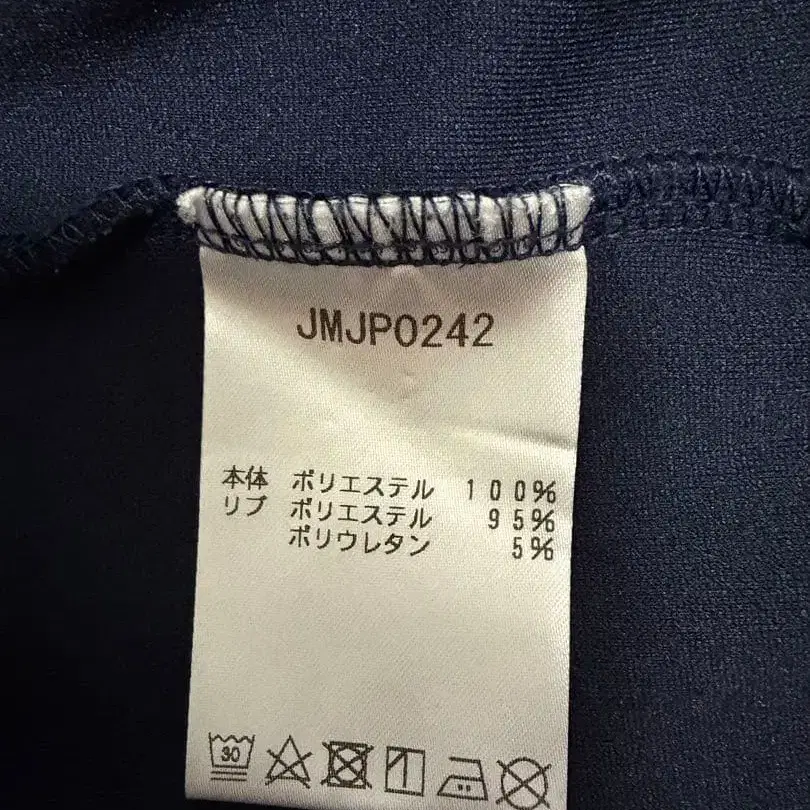 JMJP0242
本体 ポリエステル 100%
リブ ポリエステル 95%
ポリウレタン 5%
30